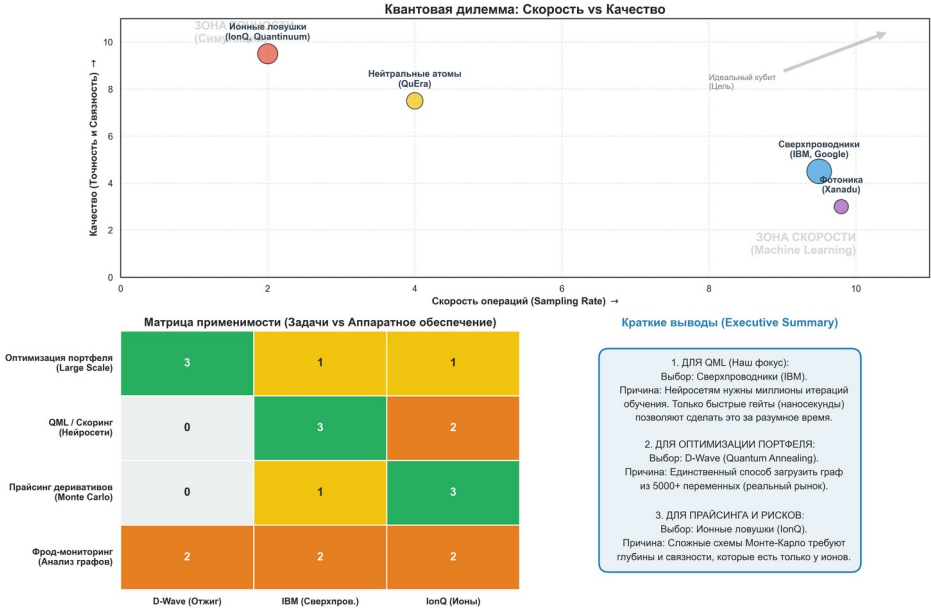 Квантовая дилемма: Скорость vs Качество
ЗОНА ТОЧНОСТИ
Ионные ловушки
(IonQ, Quantinuum)
Нейтральные атомы
(QuEra)
Идеальный кубит
(Цель)
Сверхпроводники
(IBM, Google)
Фотоника
(Xanadu)
ЗОНА СКОРОСТИ
(Machine Learning)
Качество (Точность и Связность) →
10
8
6
4
2
0
0 2 4 6 8 10
Скорость операций (Sampling Rate) →
Матрица применимости (Задачи vs Аппаратное обеспечение)
Оптимизация портфеля
(Large Scale)
3 1 1
QML / Скоринг
(Нейросети)
0 3 2
Прайсинг деривативов
(Monte Carlo)
0 1 3
Фрод-мониторинг
(Анализ графов)
2 2 2
D-Wave (Отжиг) IBM (Сверхпров.) IonQ (Ионы)
Краткие выводы (Executive Summary)
1. ДЛЯ QML (Наш фокус):
Выбор: Сверхпроводники (IBM).
Причина: Нейросетям нужны миллионы итераций
обучения. Только быстрые гейты (наносекунды)
позволяют сделать это за разумное время.
2. ДЛЯ ОПТИМИЗАЦИИ ПОРТФЕЛЯ:
Выбор: D-Wave (Quantum Annealing).
Причина: Единственный способ загрузить граф
из 5000+ переменных (реальный рынок).
3. ДЛЯ ПРАЙСИНГА И РИСКОВ:
Выбор: Ионные ловушки (IonQ).
Причина: Сложные схемы Монте-Карло требуют
глубины и связности, которые есть только у ионов.